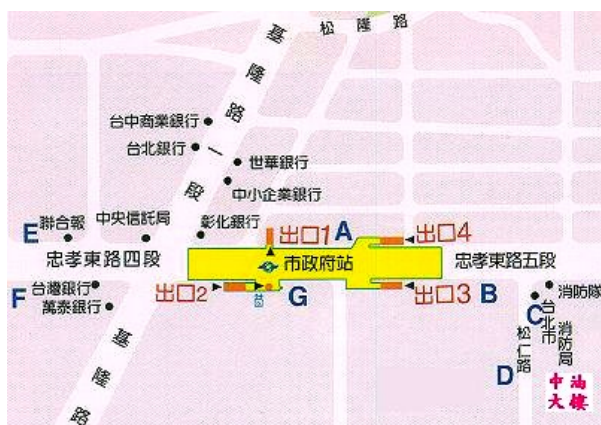 松隆路
基隆路一段
台中商業銀行
台北銀行
世華銀行
中小企業銀行
E
聯合報
中央信託局
彰化銀行
出口1
A
出口4
忠孝東路四段
市政府站
忠孝東路五段
F
台灣銀行
萬泰銀行
出口2
G
出口3
B
C
消防隊
台北市
消防局
松仁路
D
基隆路
中油
大樓